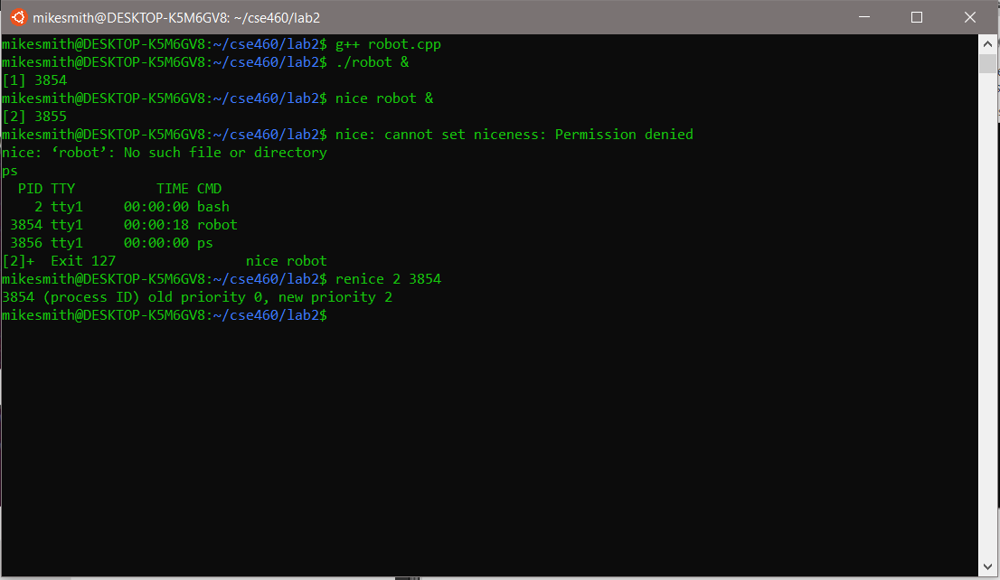 mikesmith@DESKTOP-K5M6GV8: ~/cse460/lab2
mikesmith@DESKTOP-K5M6GV8:~/cse460/lab2$ g++ robot.cpp
mikesmith@DESKTOP-K5M6GV8:~/cse460/lab2$ ./robot &
[1] 3854
mikesmith@DESKTOP-K5M6GV8:~/cse460/lab2$ nice robot &
[2] 3855
mikesmith@DESKTOP-K5M6GV8:~/cse460/lab2$ nice: cannot set niceness: Permission denied
nice: ‘robot’: No such file or directory
ps
  PID TTY          TIME CMD
    2 tty1     00:00:00 bash
 3854 tty1     00:00:18 robot
 3856 tty1     00:00:00 ps
[2]+  Exit 127                nice robot
mikesmith@DESKTOP-K5M6GV8:~/cse460/lab2$ renice 2 3854
3854 (process ID) old priority 0, new priority 2
mikesmith@DESKTOP-K5M6GV8:~/cse460/lab2$